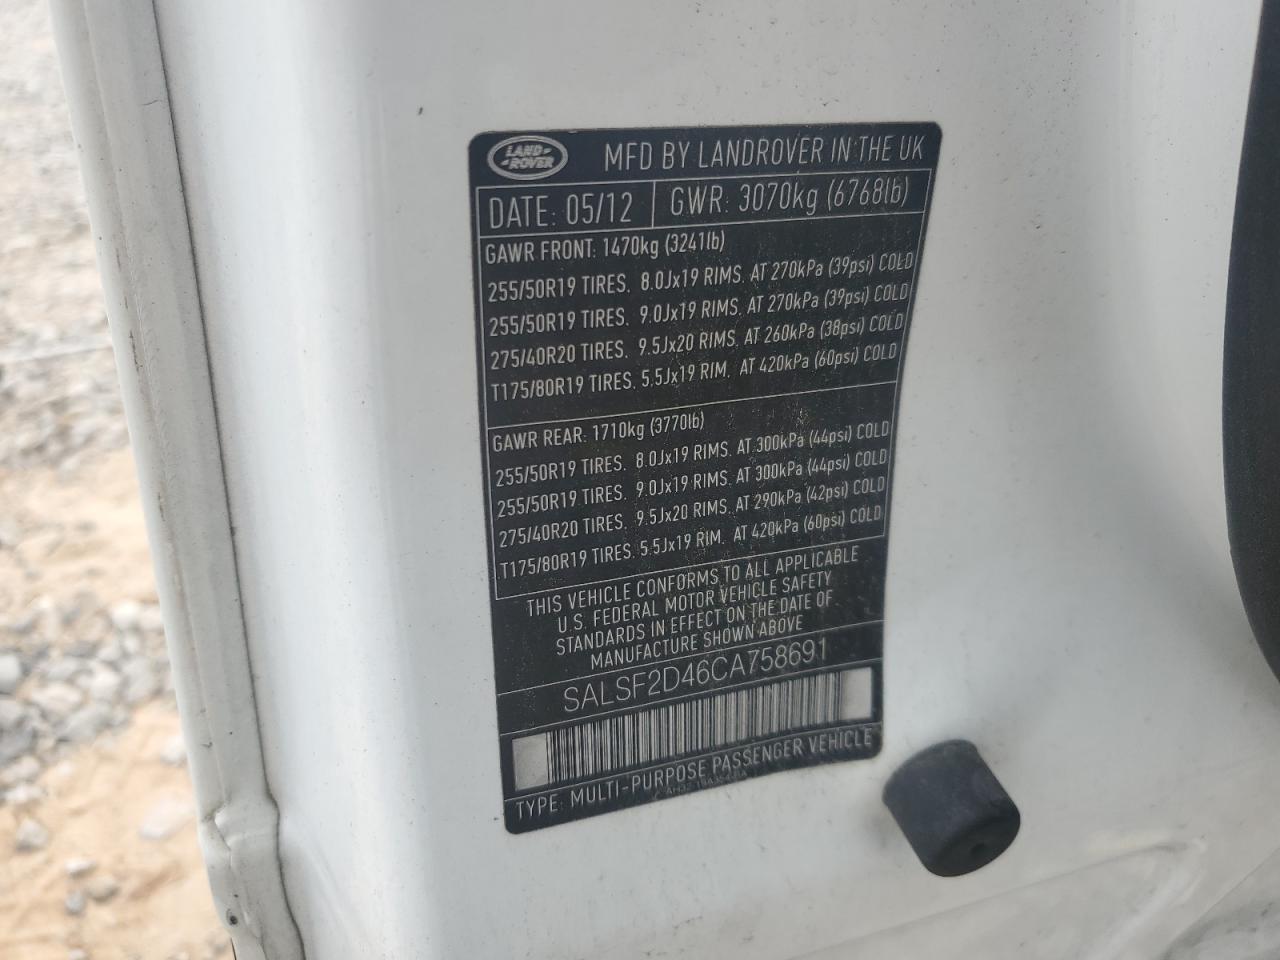 LAND-
-ROVER
MFD BY LANDROVER IN THE UK
DATE: 05/12 GWR: 3070kg (6768lb)
GAWR FRONT: 1470kg (3241lb)
255/50R19 TIRES. 8.0Jx19 RIMS. AT 270kPa (39psi) COLD
255/50R19 TIRES. 9.0Jx19 RIMS. AT 270kPa (39psi) COLD
275/40R20 TIRES. 9.5Jx20 RIMS. AT 260kPa (38psi) COLD
T175/80R19 TIRES. 5.5Jx19 RIM. AT 420kPa (60psi) COLD
GAWR REAR: 1710kg (3770lb)
255/50R19 TIRES. 8.0Jx19 RIMS. AT 300kPa (44psi) COLD
255/50R19 TIRES. 9.0Jx19 RIMS. AT 300kPa (44psi) COLD
275/40R20 TIRES. 9.5Jx20 RIMS. AT 290kPa (42psi) COLD
T175/80R19 TIRES. 5.5Jx19 RIM. AT 420kPa (60psi) COLD
THIS VEHICLE CONFORMS TO ALL APPLICABLE
U.S. FEDERAL MOTOR VEHICLE SAFETY
STANDARDS IN EFFECT ON THE DATE OF
MANUFACTURE SHOWN ABOVE
SALSF2D46CA758691
TYPE: MULTI-PURPOSE PASSENGER VEHICLE